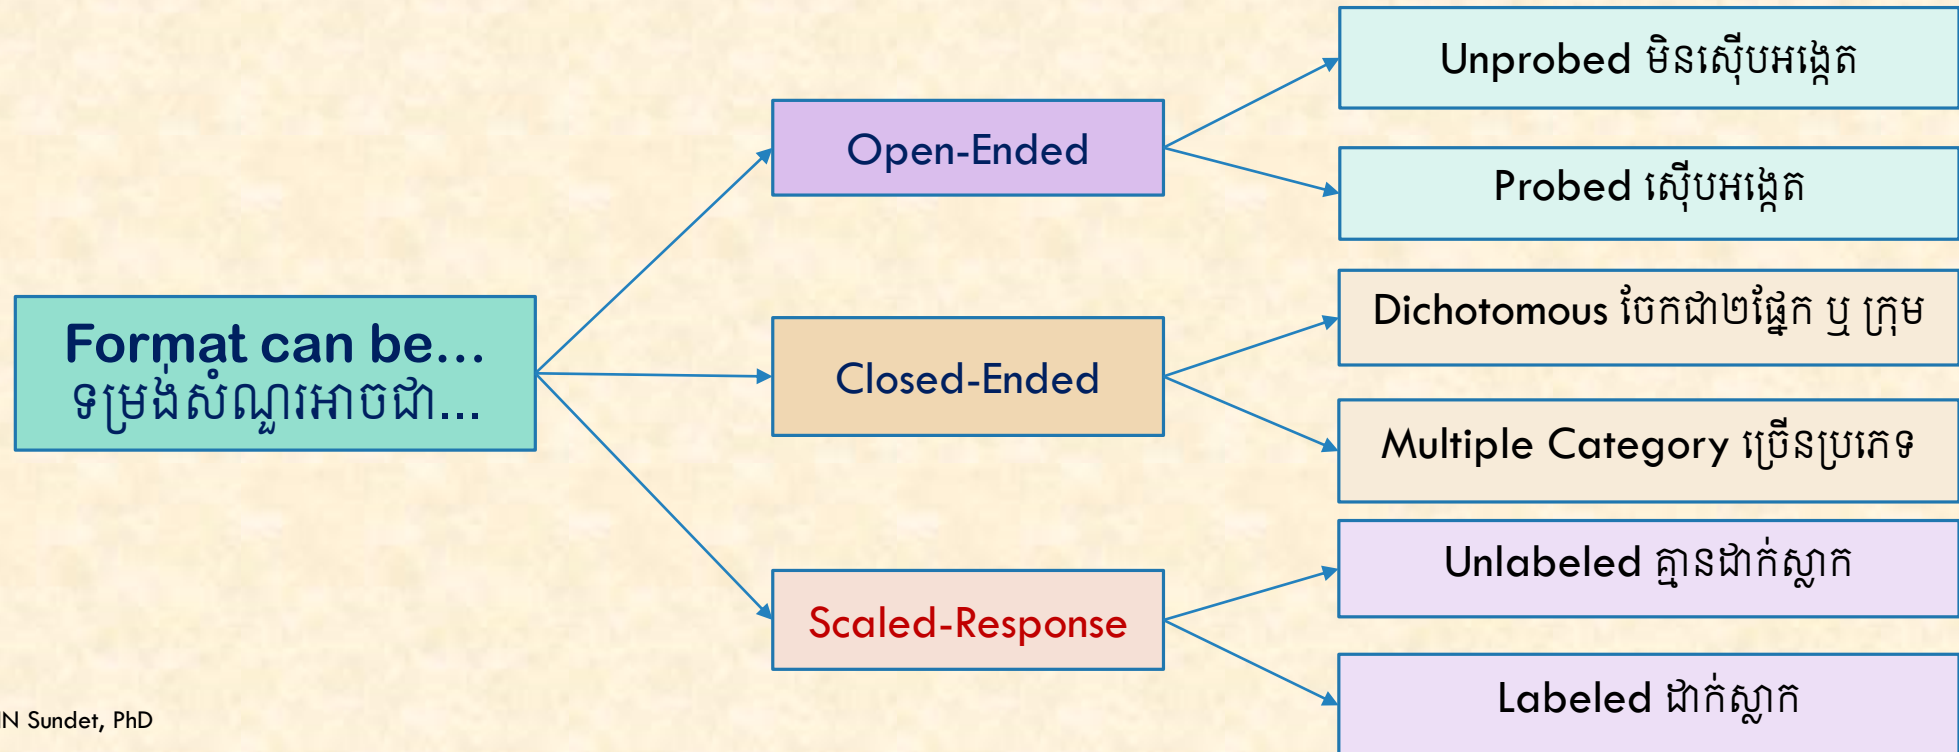 Format can be...
ទម្រង់សំណួរអាចជា...
Open-Ended
Unprobed មិនស៊ើបអង្កេត
Probed ស៊ើបអង្កេត
Closed-Ended
Dichotomous ចែកជា២ផ្នែក ឬ ក្រុម
Multiple Category ច្រើនប្រភេទ
Scaled-Response
Unlabeled គ្មានដាក់ស្លាក
Labeled ដាក់ស្លាក
Sundet, PhD